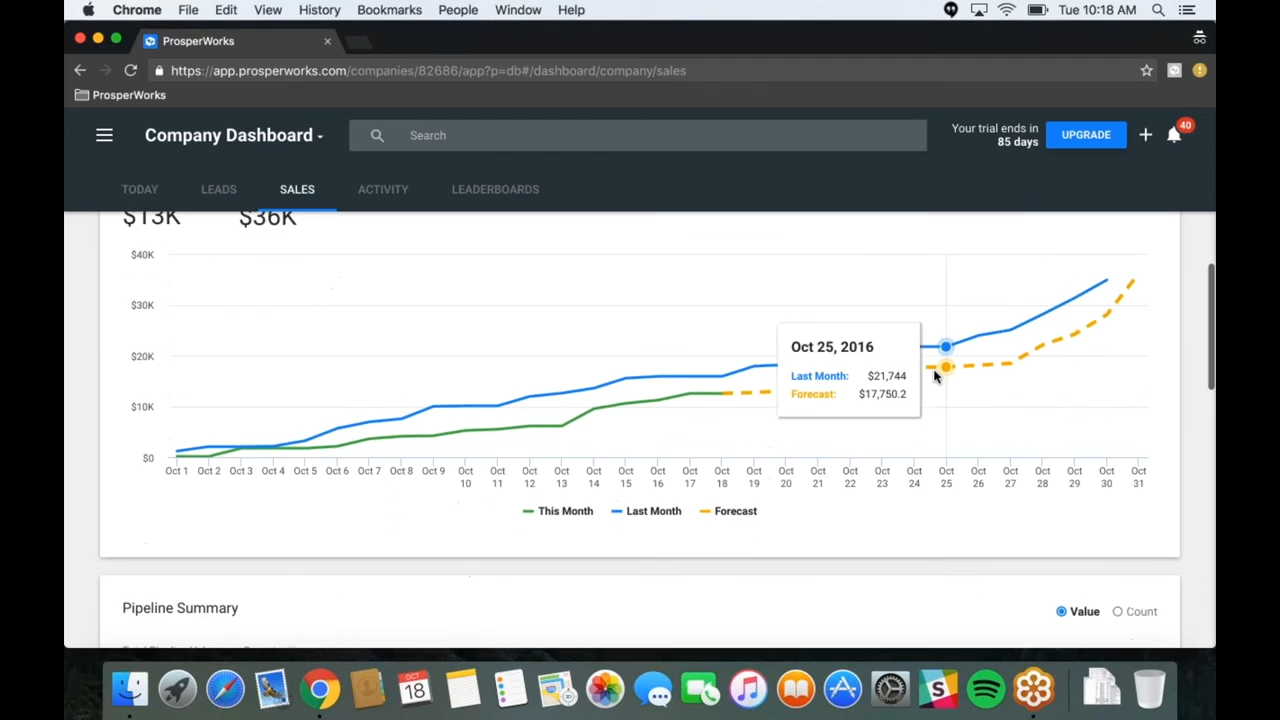 Chrome File Edit View History Bookmarks People Window Help Tue 10:18 AM
ProsperWorks
https://app.prosperworks.com/companies/82686/app?p=db#/dashboard/company/sales
ProsperWorks
Company Dashboard
Search
Your trial ends in
85 days
UPGRADE
40
TODAY LEADS SALES ACTIVITY LEADERBOARDS
$13K $36K
$40K
$30K
$20K
$10K
$0
Oct 25, 2016
Last Month: $21,744
Forecast: $17,750.2
Oct 1 Oct 2 Oct 3 Oct 4 Oct 5 Oct 6 Oct 7 Oct 8 Oct 9 Oct Oct Oct Oct Oct Oct Oct Oct Oct Oct Oct Oct Oct Oct Oct Oct Oct Oct Oct Oct Oct Oct
10 11 12 13 14 15 16 17 18 19 20 21 22 23 24 25 26 27 28 29 30 31
This Month Last Month Forecast
Pipeline Summary
Value Count
OCT
18